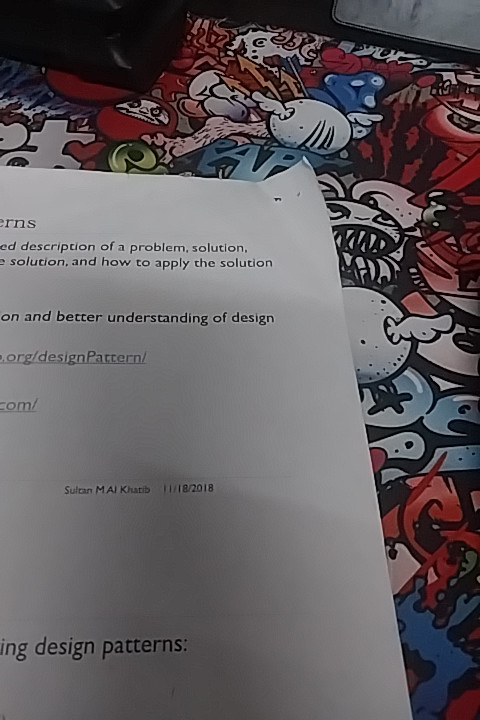 erns
ed description of a problem, solution,
e solution, and how to apply the solution
on and better understanding of design
.org/designPattern/
com/
Sultan M Al Khatib 11/18/2018
ing design patterns: